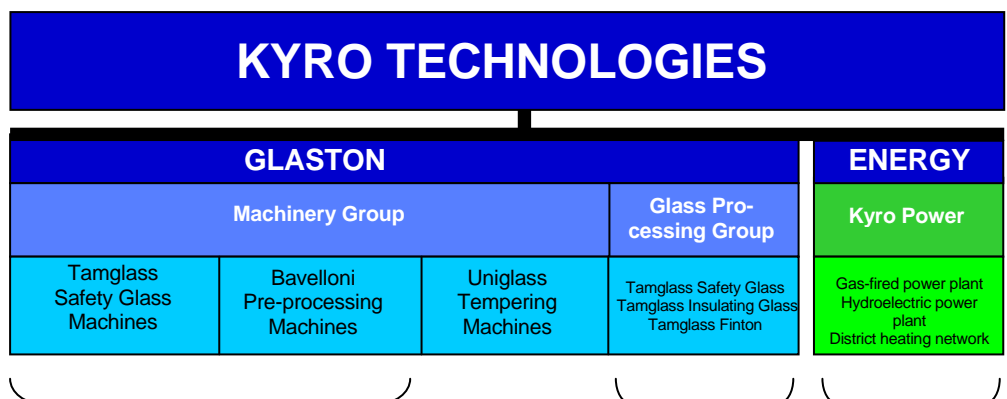 KYRO TECHNOLOGIES
GLASTON
ENERGY
Machinery Group
Glass Pro-
cessing Group
Kyro Power
Tamglass
Safety Glass
Machines
Bavelloni
Pre-processing
Machines
Uniglass
Tempering
Machines
Tamglass Safety Glass
Tamglass Insulating Glass
Tamglass Finton
Gas-fired power plant
Hydroelectric power
plant
District heating network